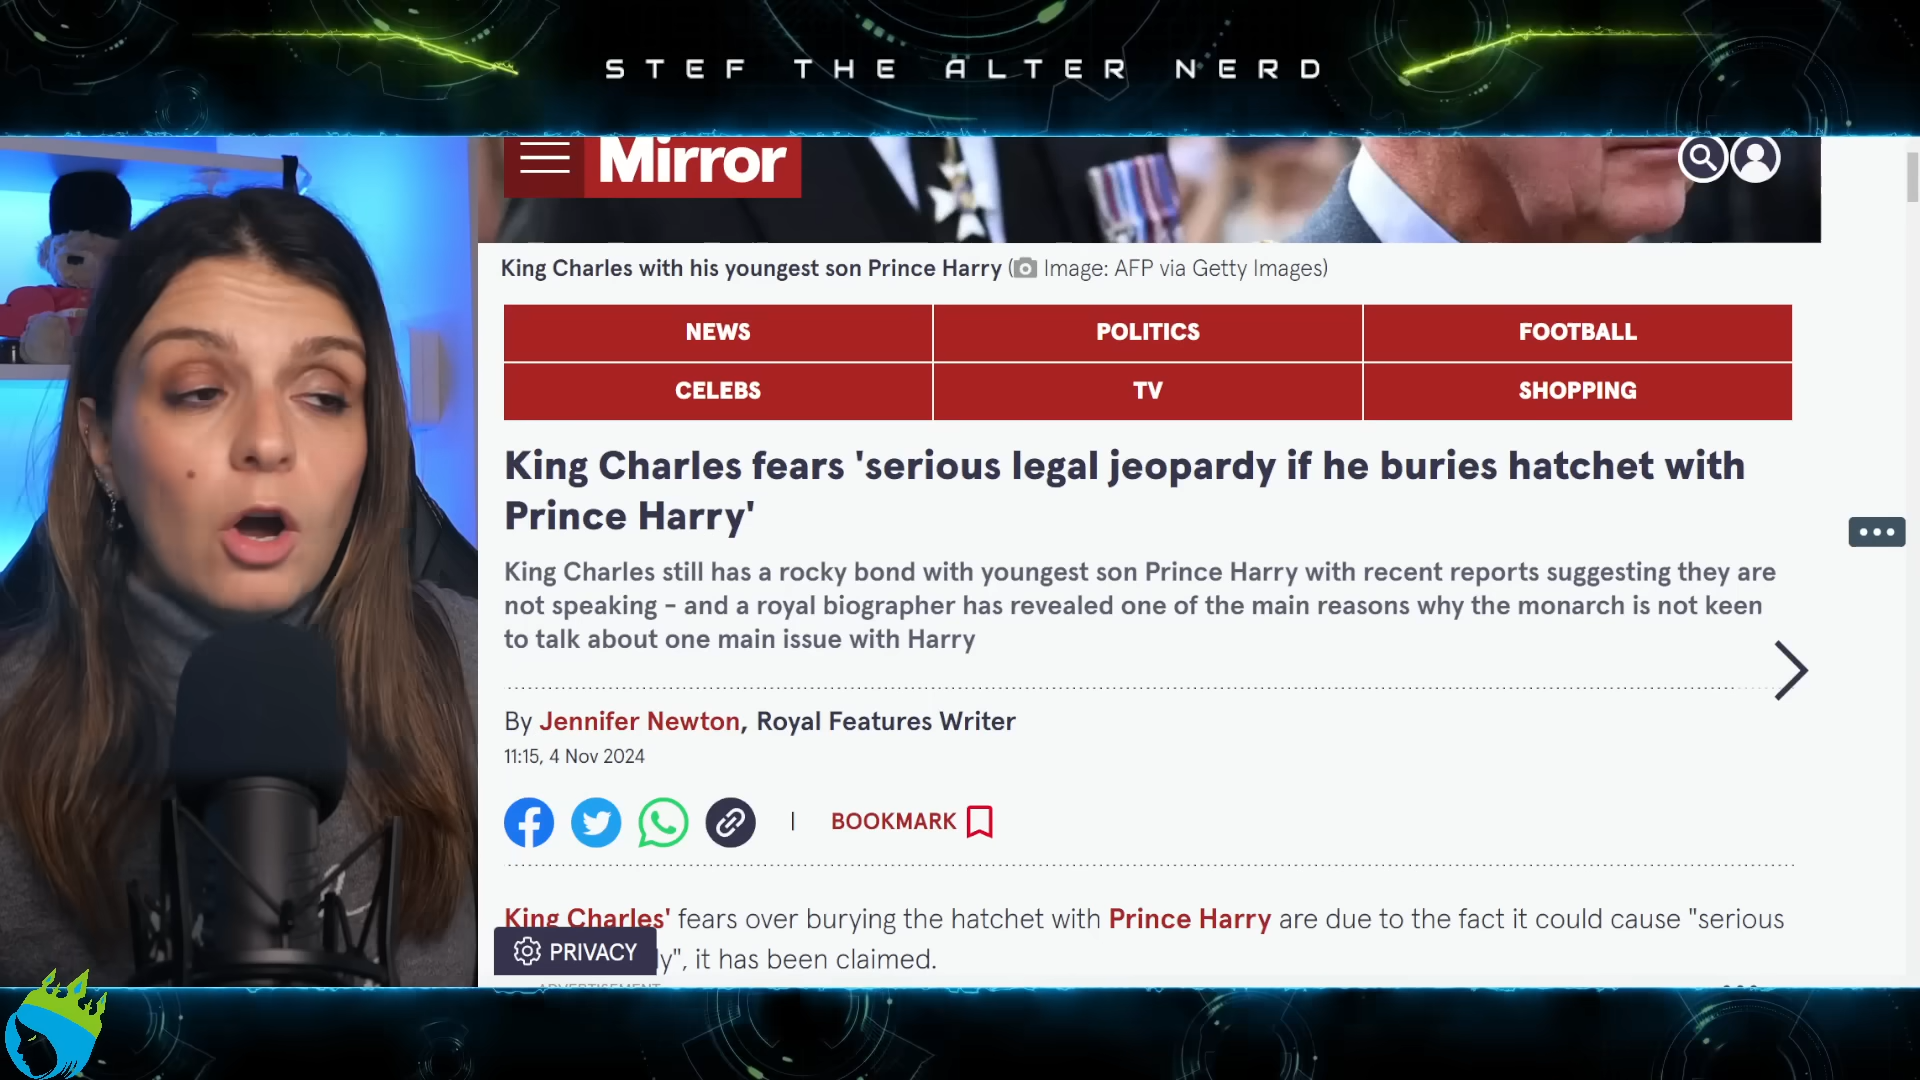 STEF THE ALTER NERD
Mirror
King Charles with his youngest son Prince Harry (Image: AFP via Getty Images)
NEWS
POLITICS
FOOTBALL
CELEBS
TV
SHOPPING
King Charles fears 'serious legal jeopardy if he buries hatchet with
Prince Harry'
King Charles still has a rocky bond with youngest son Prince Harry with recent reports suggesting they are
not speaking - and a royal biographer has revealed one of the main reasons why the monarch is not keen
to talk about one main issue with Harry
By Jennifer Newton, Royal Features Writer
11:15, 4 Nov 2024
| BOOKMARK
King Charles' fears over burying the hatchet with Prince Harry are due to the fact it could cause "serious
y", it has been claimed.
PRIVACY
ADVERTISEMENT